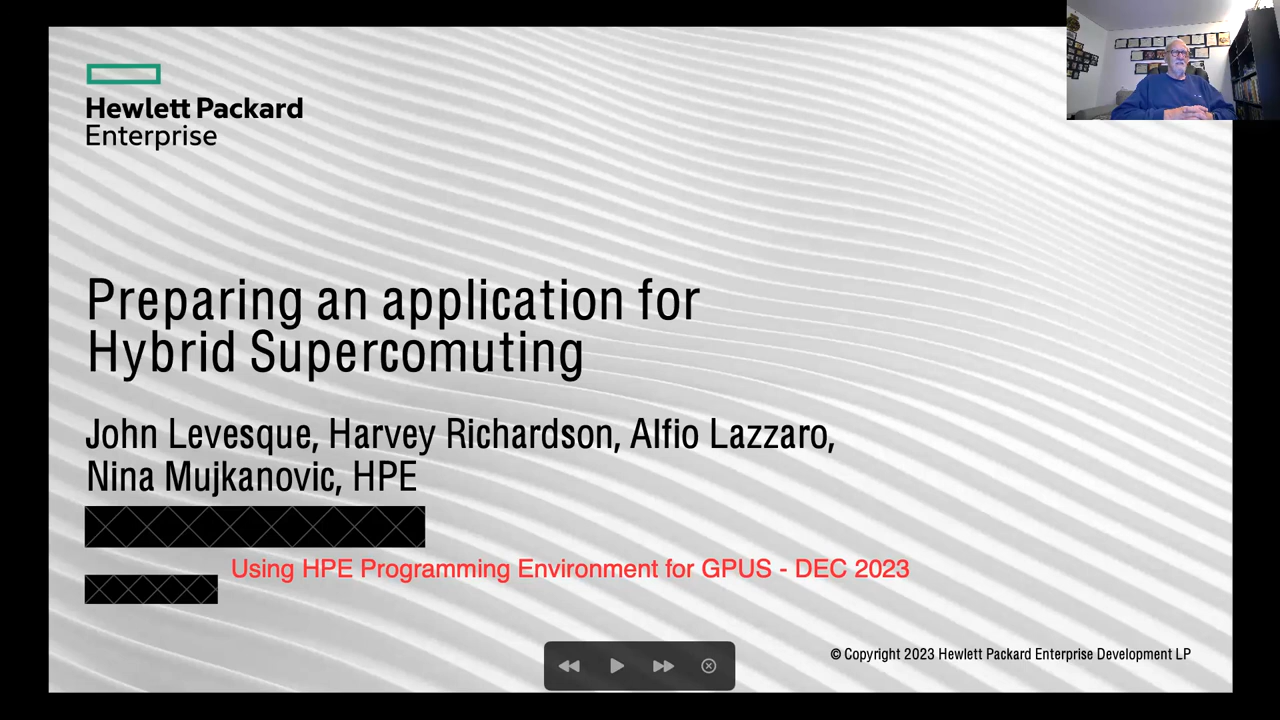 Hewlett Packard
Enterprise
Preparing an application for
Hybrid Supercomuting
John Levesque, Harvey Richardson, Alfio Lazzaro,
Nina Mujkanovic, HPE
Using HPE Programming Environment for GPUS - DEC 2023
© Copyright 2023 Hewlett Packard Enterprise Development LP